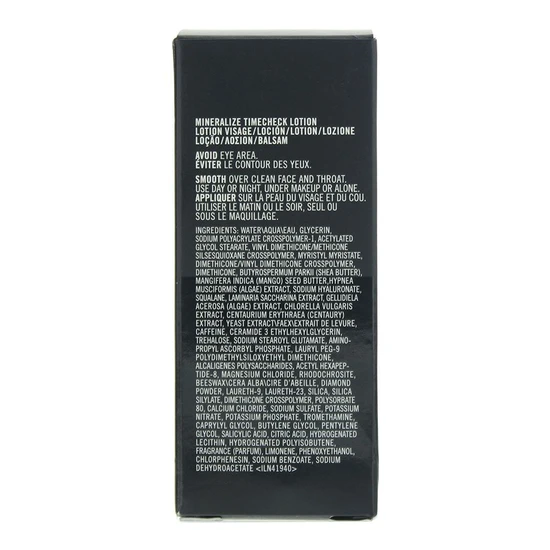 MINERALIZE TIMECHECK LOTION
LOTION VISAGE/LOCIÓN/LOTION/LOZIONE
LOÇÃO/ΛΟΣΙΟΝ/BALSAM
AVOID EYE AREA.
ÉVITER LE CONTOUR DES YEUX.
SMOOTH OVER CLEAN FACE AND THROAT.
USE DAY OR NIGHT, UNDER MAKEUP OR ALONE.
APPLIQUER SUR LA PEAU DU VISAGE ET DU COU.
UTILISER LE MATIN OU LE SOIR, SEUL OU
SOUS LE MAQUILLAGE.
INGREDIENTS: WATER\AQUA\EAU, GLYCERIN,
SODIUM POLYACRYLATE CROSSPOLYMER-1, ACETYLATED
GLYCOL STEARATE, VINYL DIMETHICONE/METHICONE
SILSESQUIOXANE CROSSPOLYMER, MYRISTYL MYRISTATE,
DIMETHICONE/VINYL DIMETHICONE CROSSPOLYMER,
DIMETHICONE, BUTYROSPERMUM PARKII (SHEA BUTTER),
MANGIFERA INDICA (MANGO) SEED BUTTER,HYPNEA
MUSCIFORMIS (ALGAE) EXTRACT, SODIUM HYALURONATE,
SQUALANE, LAMINARIA SACCHARINA EXTRACT, GELLIDIELA
ACEROSA (ALGAE) EXTRACT, CHLORELLA VULGARIS
EXTRACT, CENTAURIUM ERYTHRAEA (CENTAURY)
EXTRACT, YEAST EXTRACT\FAEX\EXTRAIT DE LEVURE,
CAFFEINE, CERAMIDE 3 ETHYLHEXYLGLYCERIN,
TREHALOSE, SODIUM STEAROYL GLUTAMATE, AMINO-
PROPYL ASCORBYL PHOSPHATE, LAURYL PEG-9
POLYDIMETHYLSILOXYETHYL DIMETHICONE,
ALCALIGENES POLYSACCHARIDES, ACETYL HEXAPEP-
TIDE-8, MAGNESIUM CHLORIDE, RHODOCHROSITE,
BEESWAX\CERA ALBA\CIRE D'ABEILLE, DIAMOND
POWDER, LAURETH-9, LAURETH-23, SILICA, SILICA
SILYLATE, DIMETHICONE CROSSPOLYMER, POLYSORBATE
80, CALCIUM CHLORIDE, SODIUM SULFATE, POTASSIUM
NITRATE, POTASSIUM PHOSPHATE, TROMETHAMINE,
CAPRYLYL GLYCOL, BUTYLENE GLYCOL, PENTYLENE
GLYCOL, SALICYLIC ACID, CITRIC ACID, HYDROGENATED
LECITHIN, HYDROGENATED POLYISOBUTENE,
FRAGRANCE (PARFUM), LIMONENE, PHENOXYETHANOL,
CHLORPHENESIN, SODIUM BENZOATE, SODIUM
DEHYDROACETATE <ILN41940>